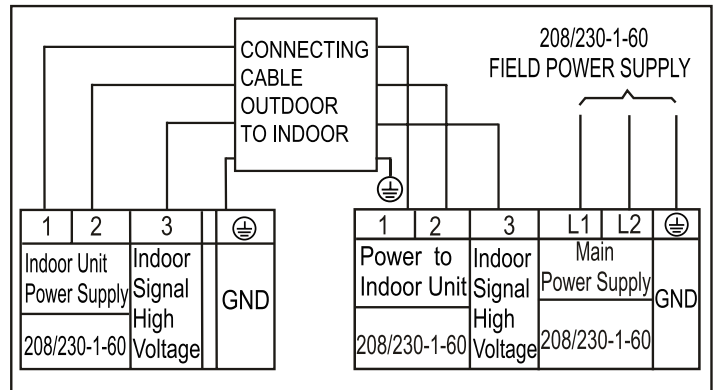 CONNECTING
CABLE
OUTDOOR
TO INDOOR
208/230-1-60
FIELD POWER SUPPLY
1 2 3
Indoor Unit
Power Supply
208/230-1-60
Indoor
Signal
High
Voltage
GND
1 2 3 L1 L2
Power to
Indoor Unit
208/230-1-60
Indoor
Signal
High
Voltage
Main
Power Supply
208/230-1-60
GND